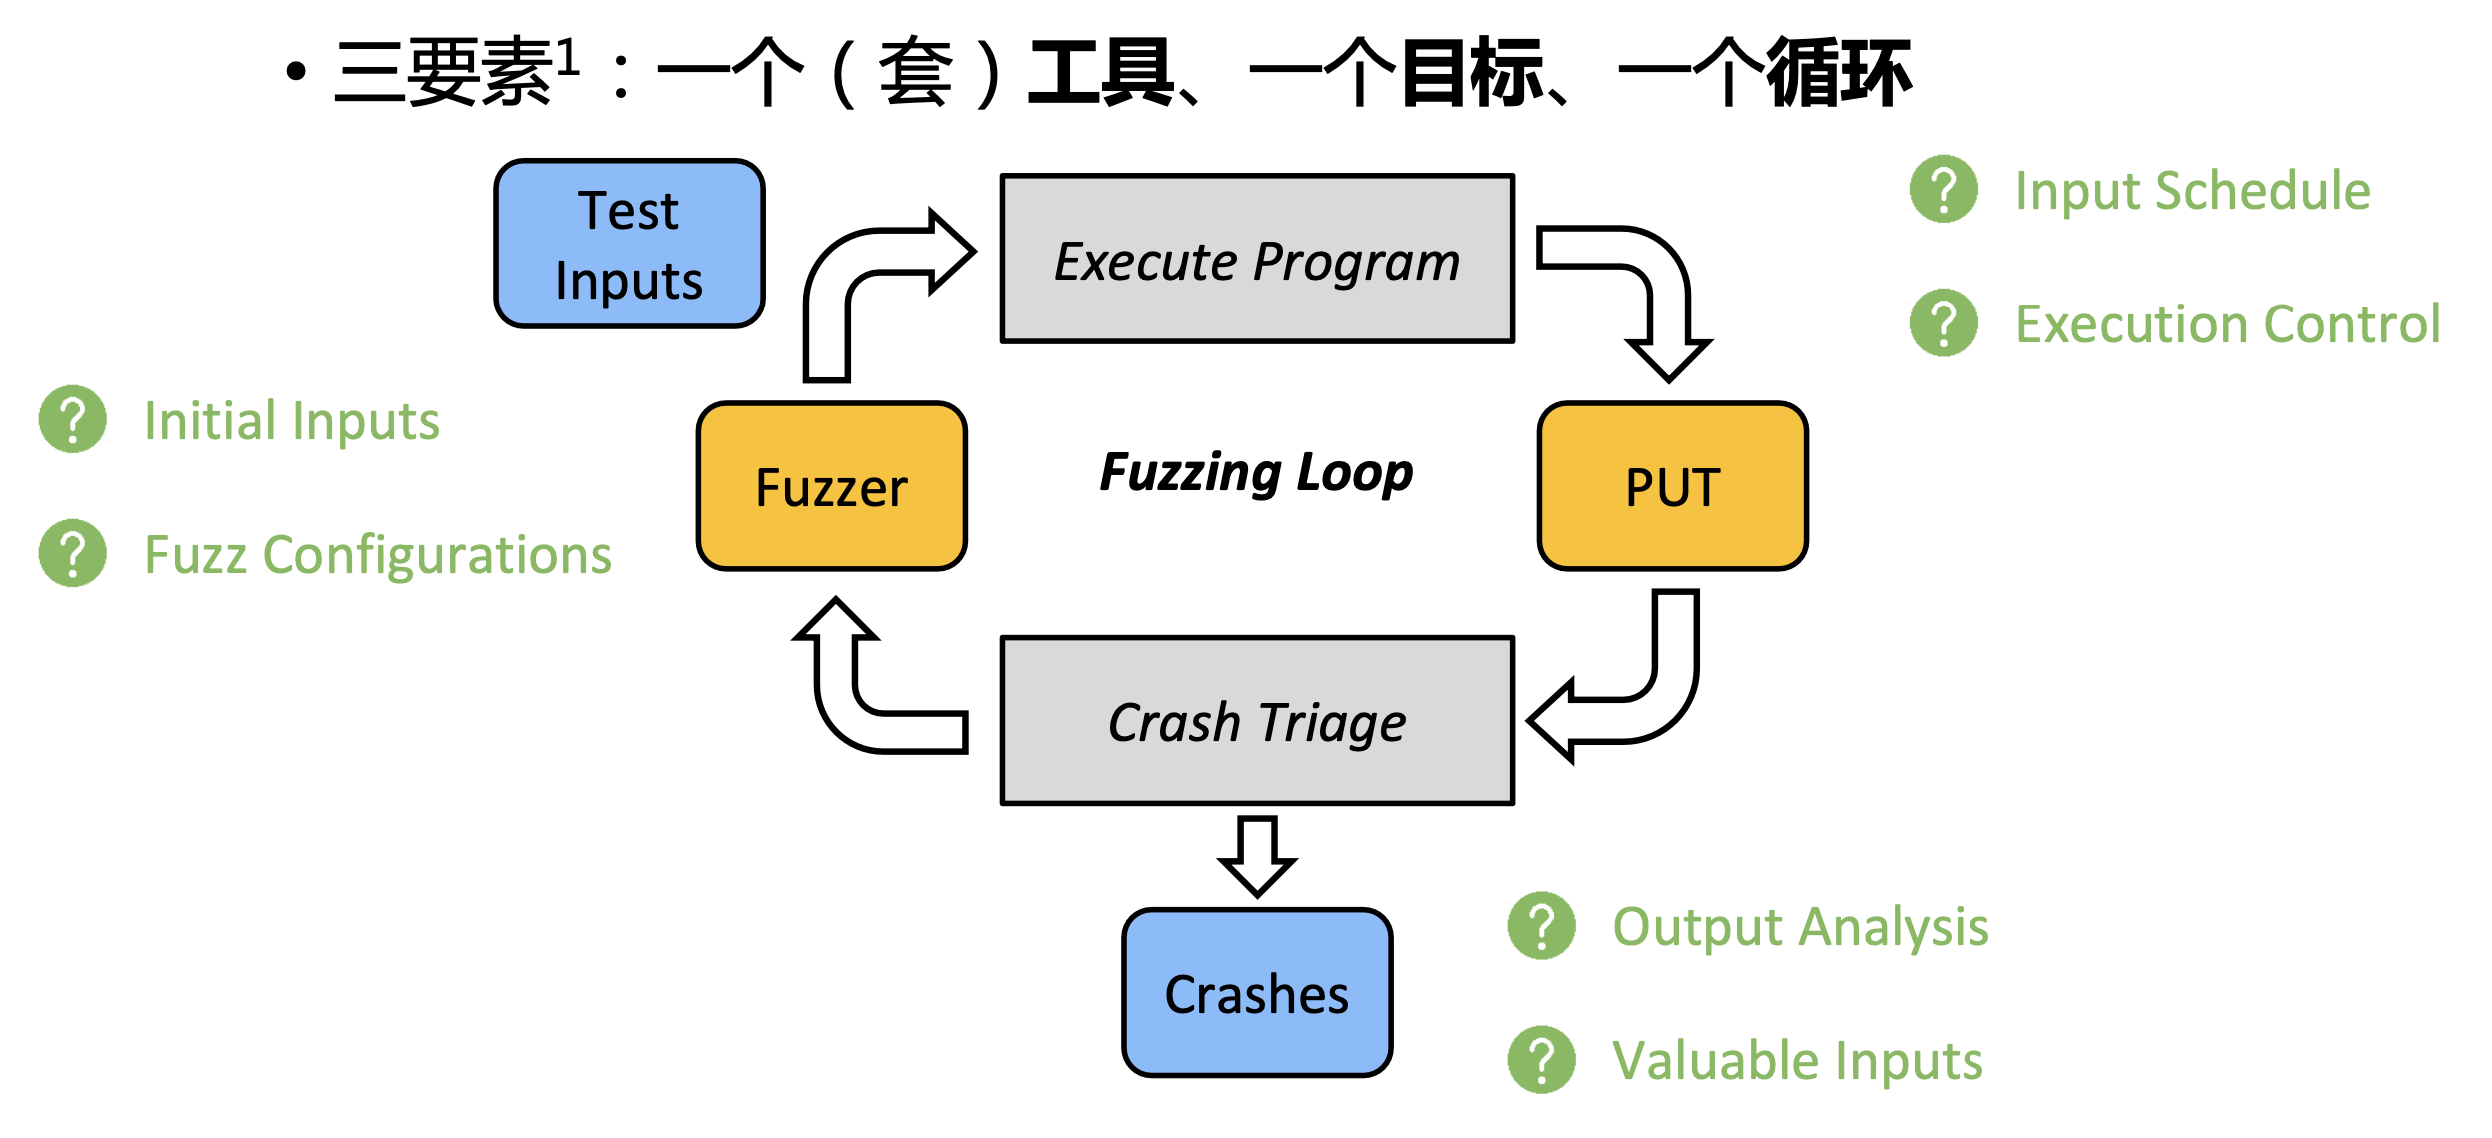 • 三要素1：一个（套）工具、一个目标、一个循环
Test
Inputs
Execute Program
Input Schedule
Execution Control
Initial Inputs
Fuzz Configurations
Fuzzer
Fuzzing Loop
PUT
Crash Triage
Crashes
Output Analysis
Valuable Inputs